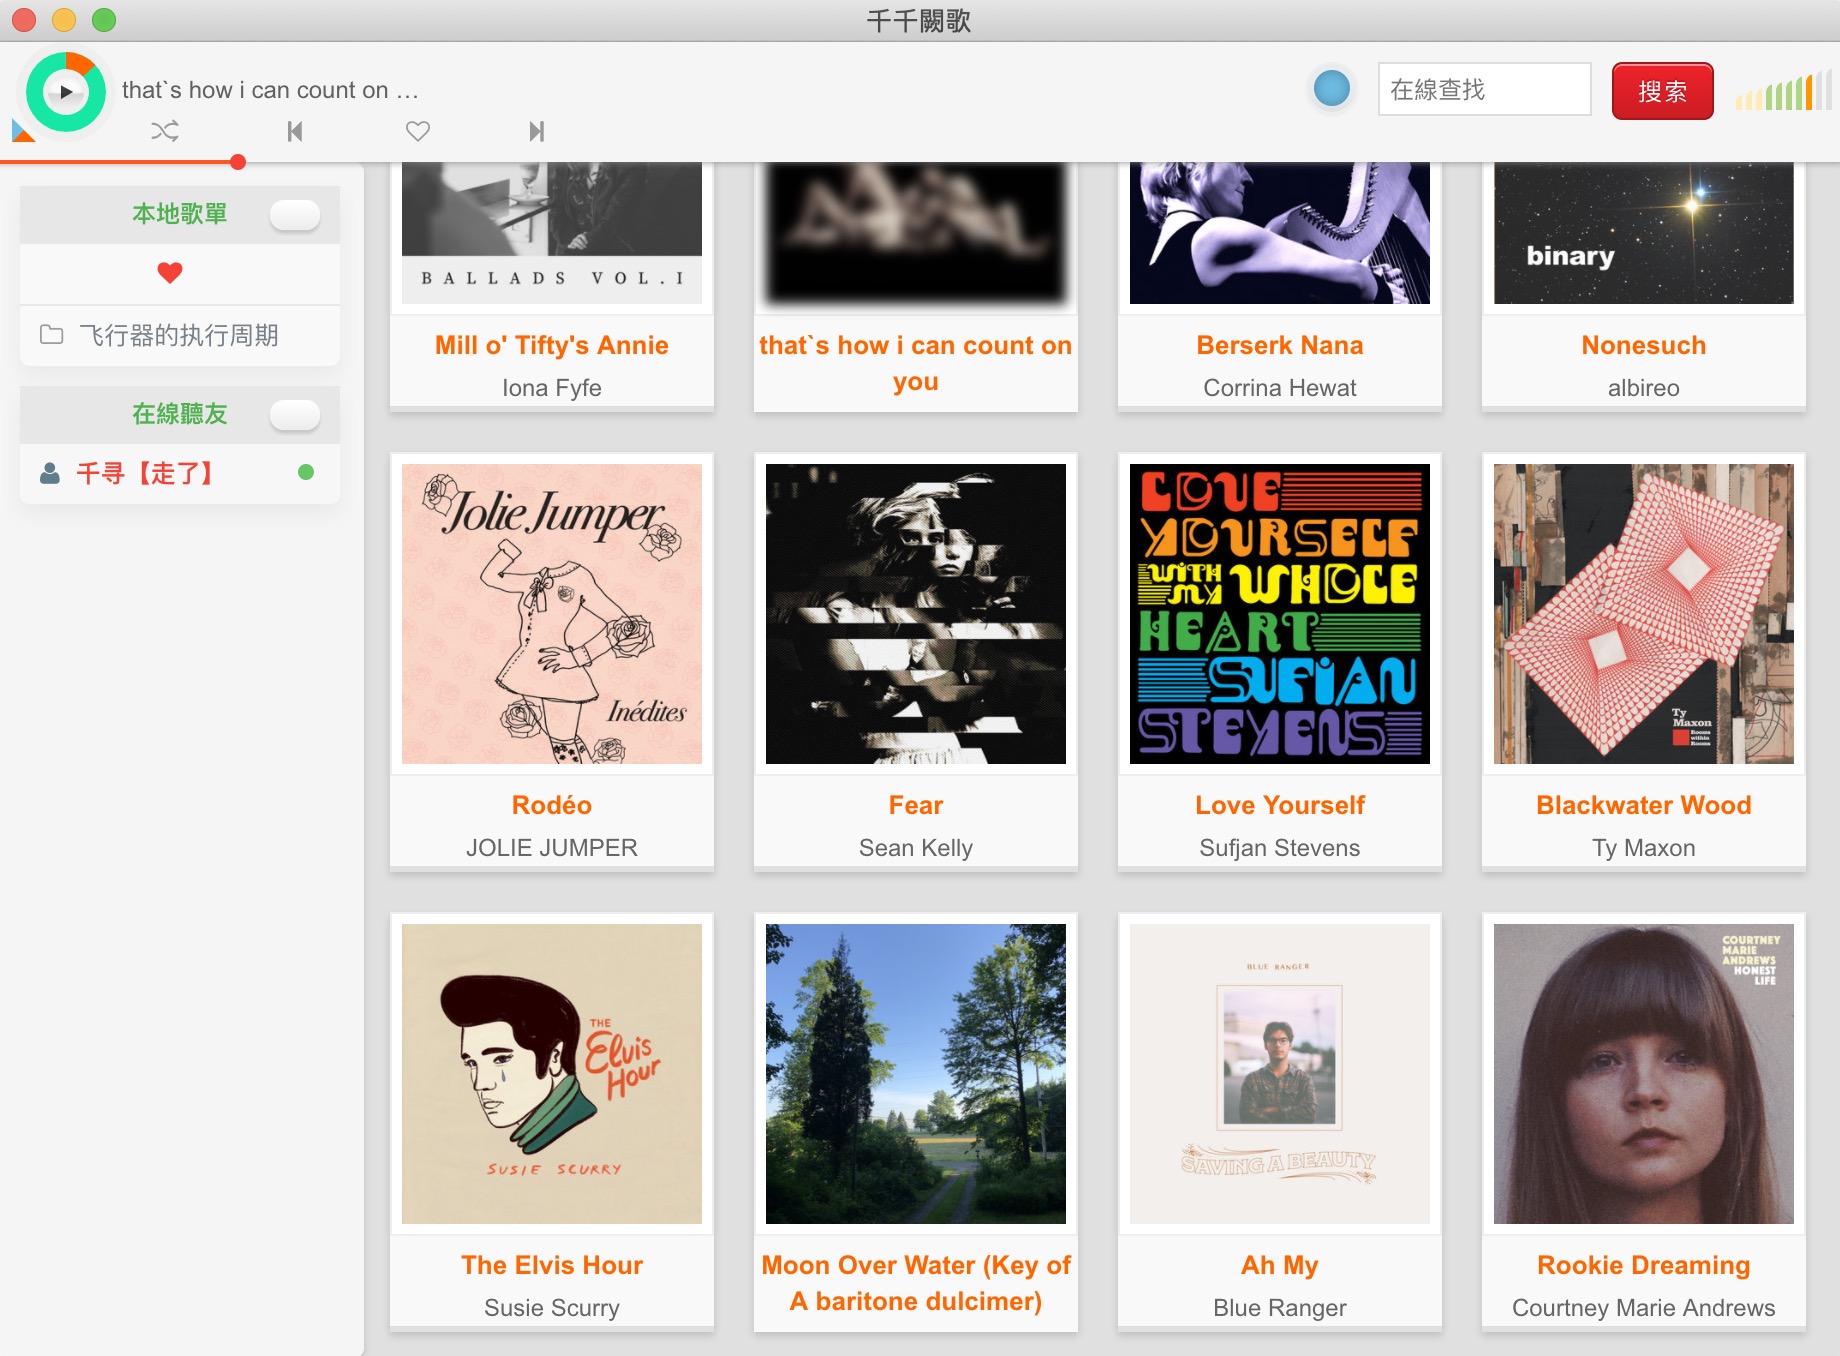 千千闕歌
that`s how i can count on …
在線查找
搜索
本地歌單
飞行器的执行周期
在線聽友
千寻【走了】
BALLADS VOL.I
binary
Mill o' Tifty's Annie
Iona Fyfe
that`s how i can count on
you
Berserk Nana
Corrina Hewat
Nonesuch
albireo
Jolie Jumper
Inédites
LOVE
YOURSELF
WITH MY WHOLE
HEART
SUFJAN
STEVENS
Ty
Maxon
Rooms
within
Rooms
Rodéo
JOLIE JUMPER
Fear
Sean Kelly
Love Yourself
Sufjan Stevens
Blackwater Wood
Ty Maxon
THE
Elvis
Hour
SUSIE SCURRY
BLUE RANGER
SAVING A BEAUTY
COURTNEY
MARIE
ANDREWS
HONEST
LIFE
The Elvis Hour
Susie Scurry
Moon Over Water (Key of
A baritone dulcimer)
Ah My
Blue Ranger
Rookie Dreaming
Courtney Marie Andrews